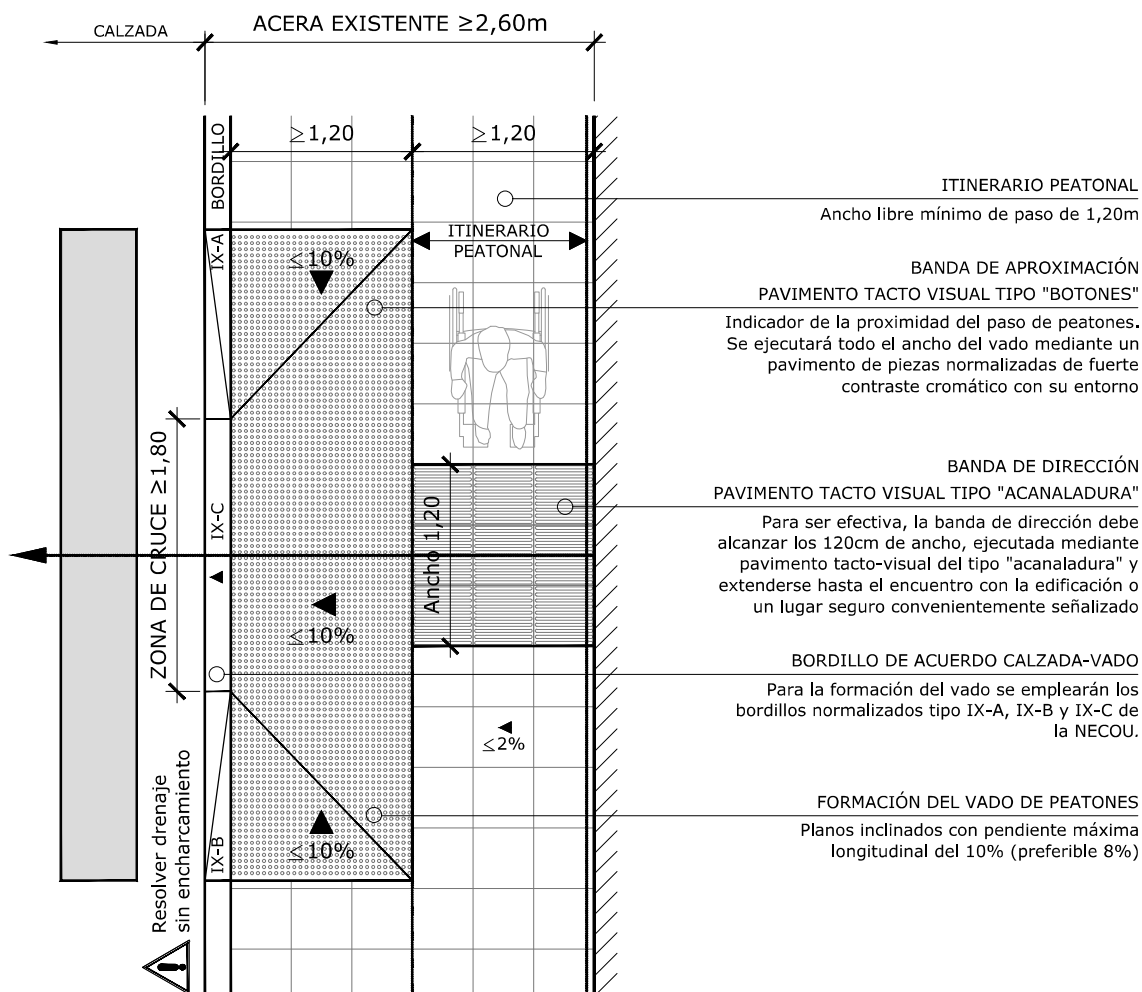 CALZADA
ACERA EXISTENTE ≥2,60m
BORDILLO
≥1,20
≥1,20
ITINERARIO
PEATONAL
IX-A
≤10%
ZONA DE CRUCE ≥1,80
IX-C
Ancho 1,20
≤10%
≤2%
IX-B
≤10%
Resolver drenaje
sin encharcamiento
!
ITINERARIO PEATONAL
Ancho libre mínimo de paso de 1,20m
BANDA DE APROXIMACIÓN
PAVIMENTO TACTO VISUAL TIPO "BOTONES"
Indicador de la proximidad del paso de peatones.
Se ejecutará todo el ancho del vado mediante un
pavimento de piezas normalizadas de fuerte
contraste cromático con su entorno
BANDA DE DIRECCIÓN
PAVIMENTO TACTO VISUAL TIPO "ACANALADURA"
Para ser efectiva, la banda de dirección debe
alcanzar los 120cm de ancho, ejecutada mediante
pavimento tacto-visual del tipo "acanaladura" y
extenderse hasta el encuentro con la edificación o
un lugar seguro convenientemente señalizado
BORDILLO DE ACUERDO CALZADA-VADO
Para la formación del vado se emplearán los
bordillos normalizados tipo IX-A, IX-B y IX-C de
la NECOU.
FORMACIÓN DEL VADO DE PEATONES
Planos inclinados con pendiente máxima
longitudinal del 10% (preferible 8%)